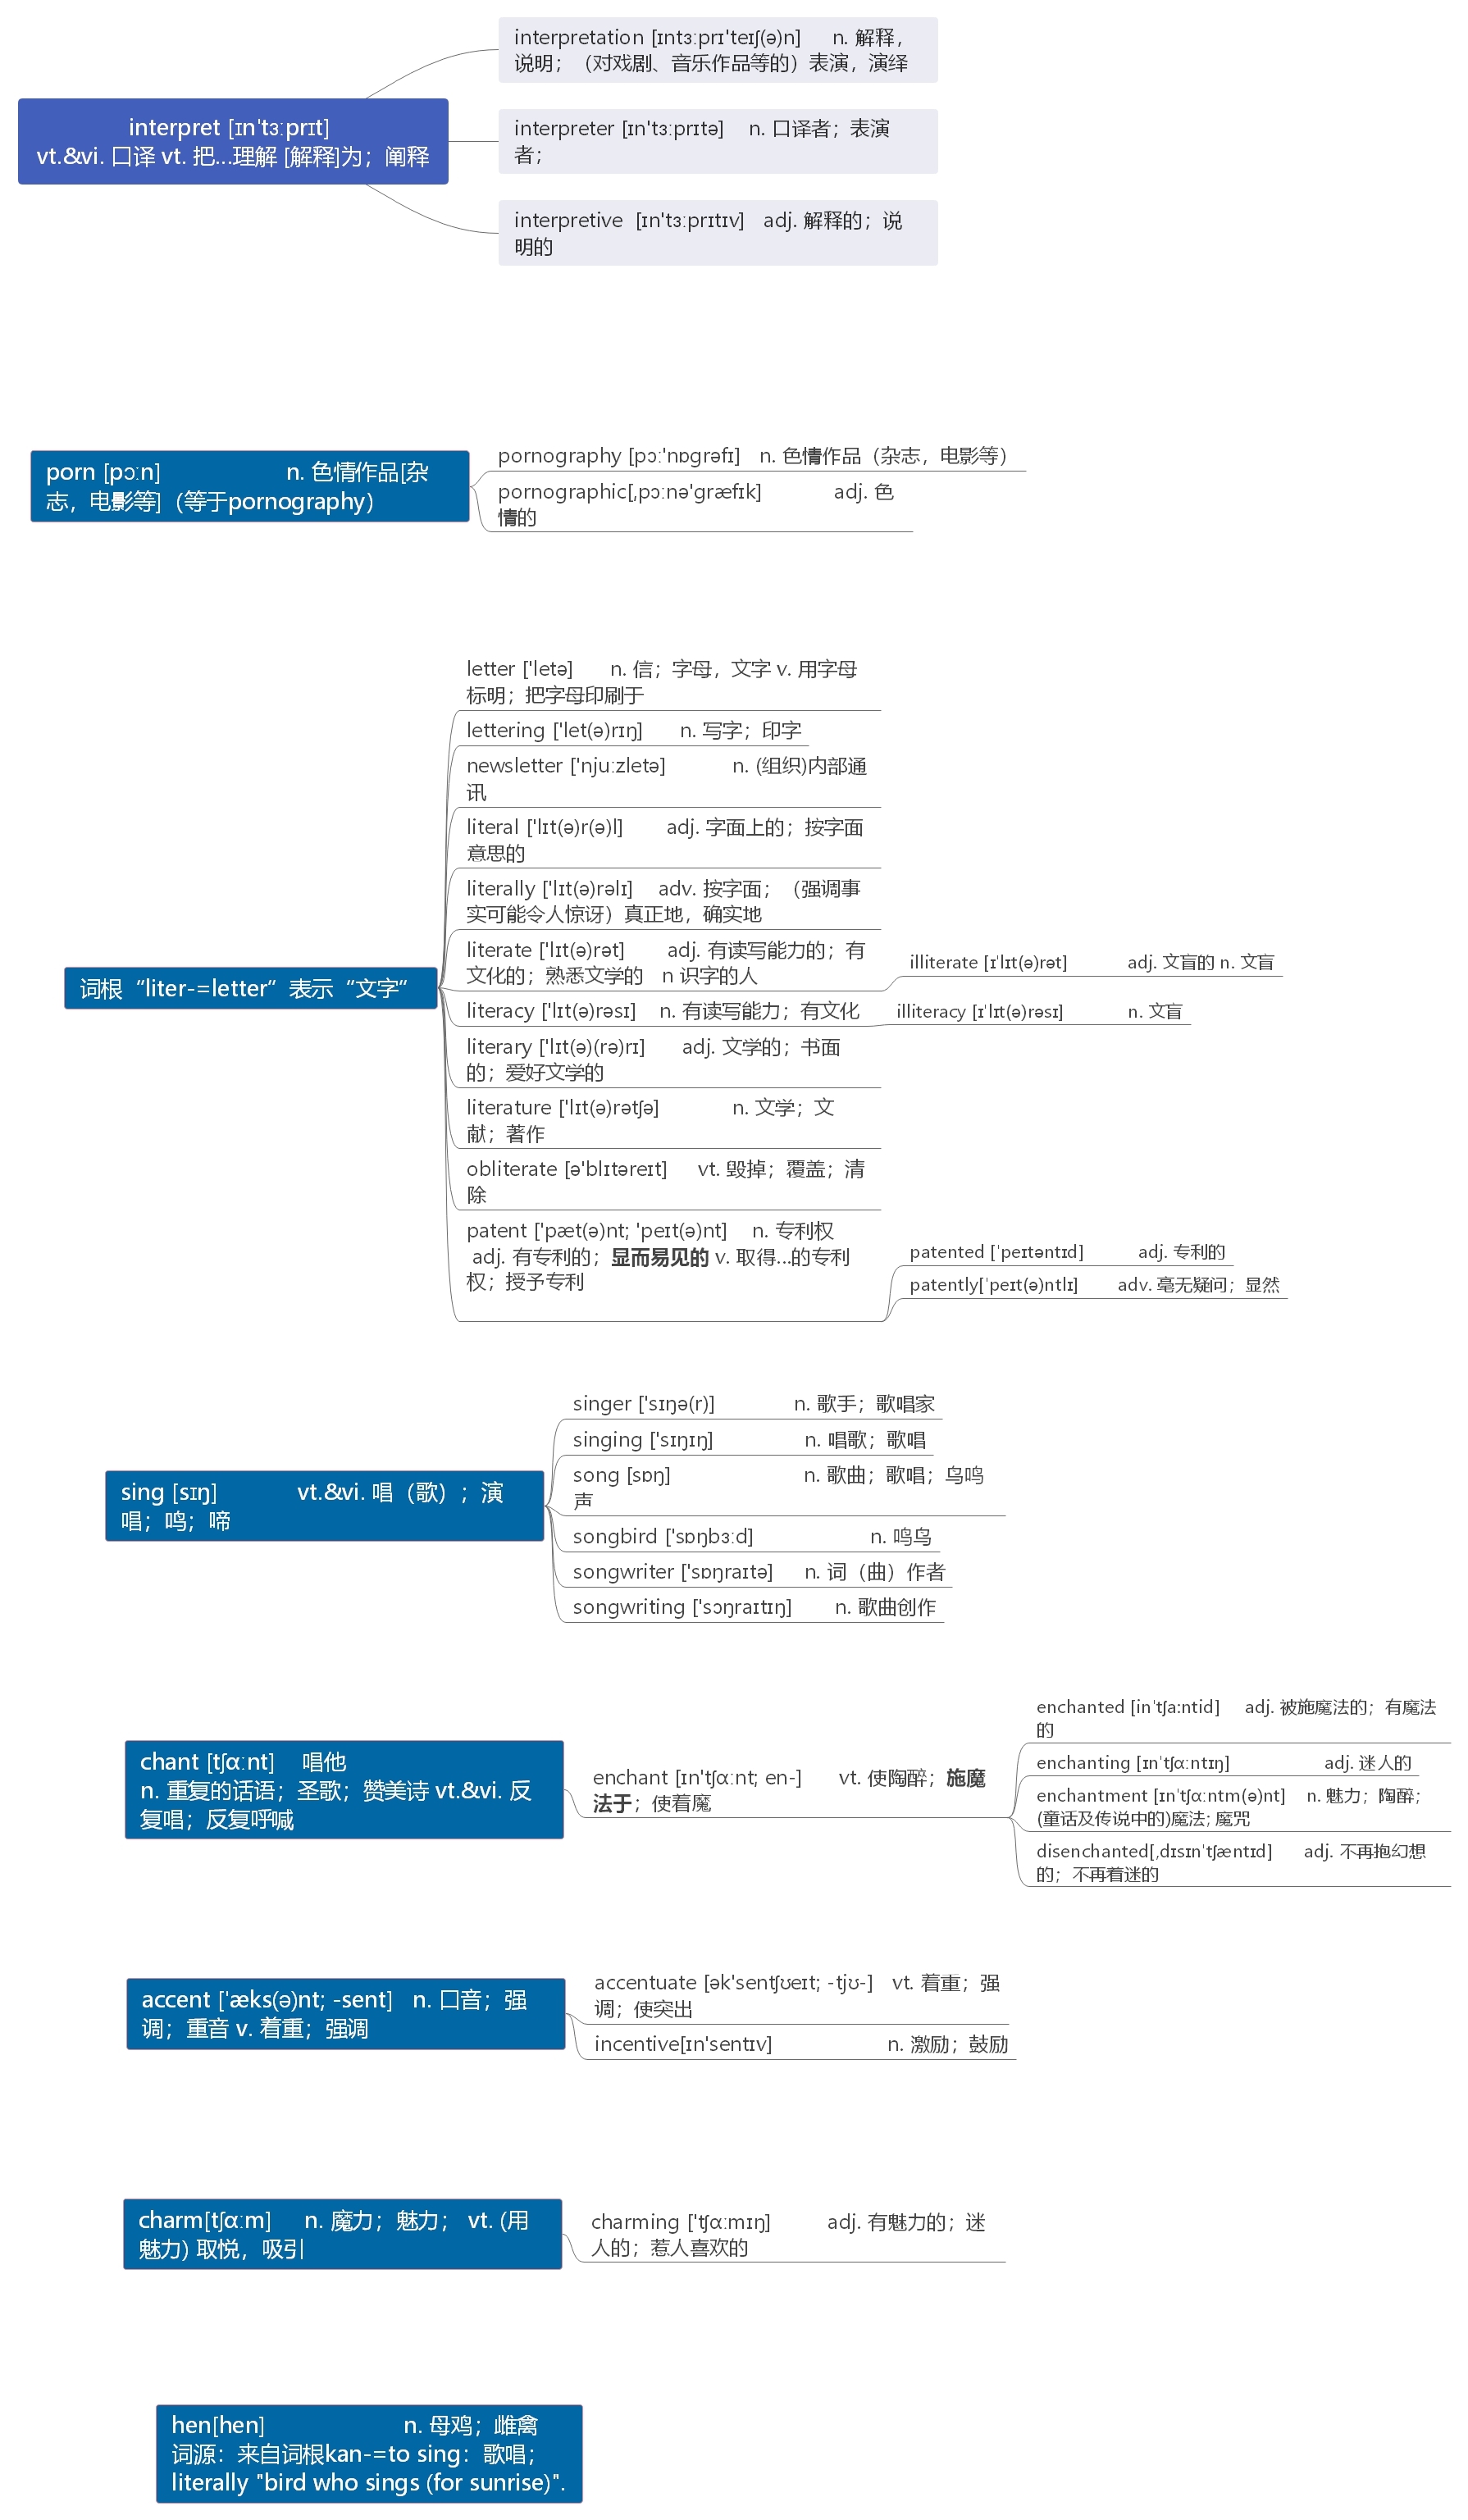 interpret [ɪn'tɜːprɪt]
vt.&vi. 口译 vt. 把...理解 [解释]为；阐释
interpretation [ɪntɜːprɪ'teɪʃ(ə)n] n. 解释，
说明；（对戏剧、音乐作品等的）表演，演绎
interpreter [ɪn'tɜːprɪtə] n. 口译者；表演
者；
interpretive [ɪn'tɜːprɪtɪv] adj. 解释的；说
明的
porn [pɔːn] n. 色情作品[杂
志，电影等]（等于pornography）
pornography [pɔː'nɒgrəfɪ] n. 色情作品（杂志，电影等）
pornographic[ˌpɔːnə'græfɪk] adj. 色
情的
词根“liter-=letter”表示“文字”
letter ['letə] n. 信；字母，文字 v. 用字母
标明；把字母印刷于
lettering ['let(ə)rɪŋ] n. 写字；印字
newsletter ['njuːzletə] n. (组织)内部通
讯
literal ['lɪt(ə)r(ə)l] adj. 字面上的；按字面
意思的
literally ['lɪt(ə)rəlɪ] adv. 按字面；（强调事
实可能令人惊讶）真正地，确实地
literate ['lɪt(ə)rət] adj. 有读写能力的；有
文化的；熟悉文学的 n 识字的人
illiterate [ɪ'lɪt(ə)rət] adj. 文盲的 n. 文盲
literacy ['lɪt(ə)rəsɪ] n. 有读写能力；有文化
illiteracy [ɪ'lɪt(ə)rəsɪ] n. 文盲
literary ['lɪt(ə)(rə)rɪ] adj. 文学的；书面
的；爱好文学的
literature ['lɪt(ə)rətʃə] n. 文学；文
献；著作
obliterate [ə'blɪtəreɪt] vt. 毁掉；覆盖；清
除
patent ['pæt(ə)nt; 'peɪt(ə)nt] n. 专利权
adj. 有专利的；显而易见的 v. 取得...的专利
权；授予专利
patented ['peɪtəntɪd] adj. 专利的
patently['peɪt(ə)ntlɪ] adv. 毫无疑问；显然
sing [sɪŋ] vt.&vi. 唱（歌）；演
唱；鸣；啼
singer ['sɪŋə(r)] n. 歌手；歌唱家
singing ['sɪŋɪŋ] n. 唱歌；歌唱
song [sɒŋ] n. 歌曲；歌唱；鸟鸣
声
songbird ['sɒŋbɜːd] n. 鸣鸟
songwriter ['sɒŋraɪtə] n. 词（曲）作者
songwriting ['sɔŋraɪtɪŋ] n. 歌曲创作
chant [tʃɑːnt] 唱他
n. 重复的话语；圣歌；赞美诗 vt.&vi. 反
复唱；反复呼喊
enchant [ɪn'tʃɑːnt; en-] vt. 使陶醉；施魔
法于；使着魔
enchanted [in'tʃaːntid] adj. 被施魔法的；有魔法
的
enchanting [ɪn'tʃɑːntɪŋ] adj. 迷人的
enchantment [ɪn'tʃɑːntm(ə)nt] n. 魅力；陶醉；
(童话及传说中的)魔法; 魔咒
disenchanted[ˌdɪsɪn'tʃæntɪd] adj. 不再抱幻想
的；不再着迷的
accent ['æks(ə)nt; -sent] n. 口音；强
调；重音 v. 着重；强调
accentuate [ək'sentʃʊeɪt; -tjʊ-] vt. 着重；强
调；使突出
incentive[ɪn'sentɪv] n. 激励；鼓励
charm[tʃɑːm] n. 魔力；魅力； vt. (用
魅力) 取悦，吸引
charming ['tʃɑːmɪŋ] adj. 有魅力的；迷
人的；惹人喜欢的
hen[hen] n. 母鸡；雌禽
词源：来自词根kan-=to sing：歌唱；
literally "bird who sings (for sunrise)".